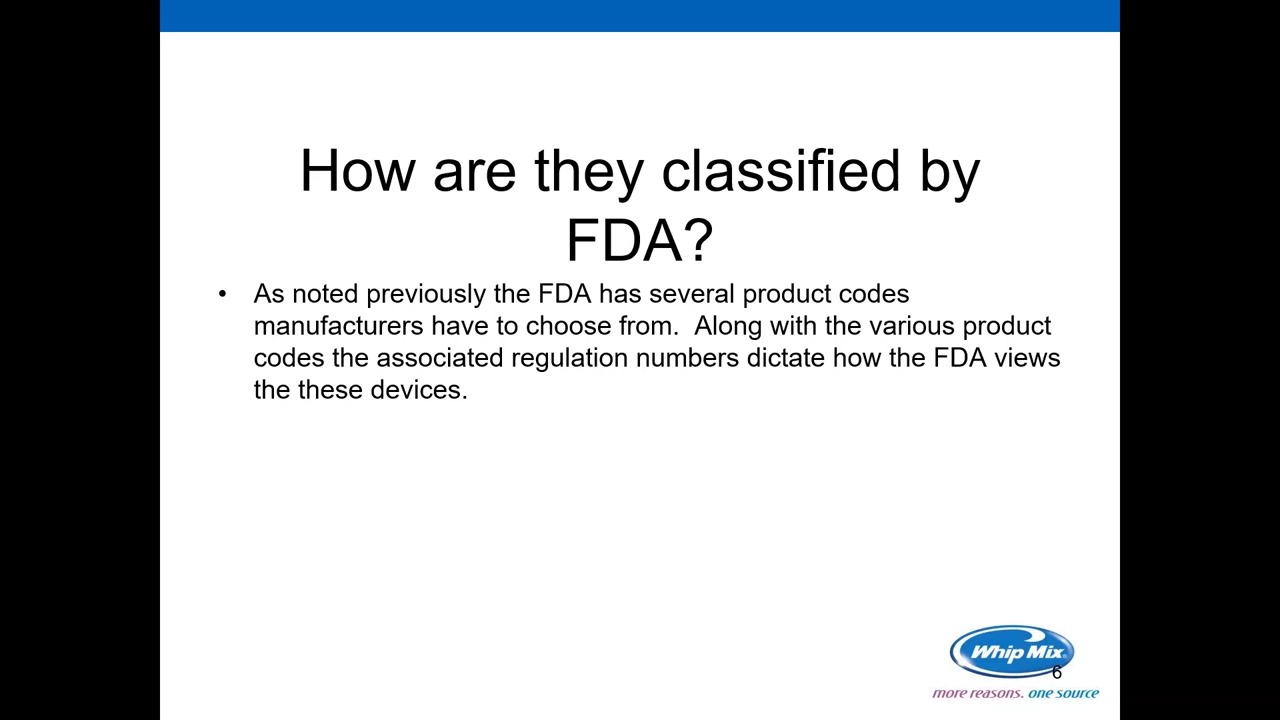 How are they classified by
FDA?
• As noted previously the FDA has several product codes
manufacturers have to choose from.  Along with the various product
codes the associated regulation numbers dictate how the FDA views
the these devices.
Whip Mix®
6
more reasons. one source